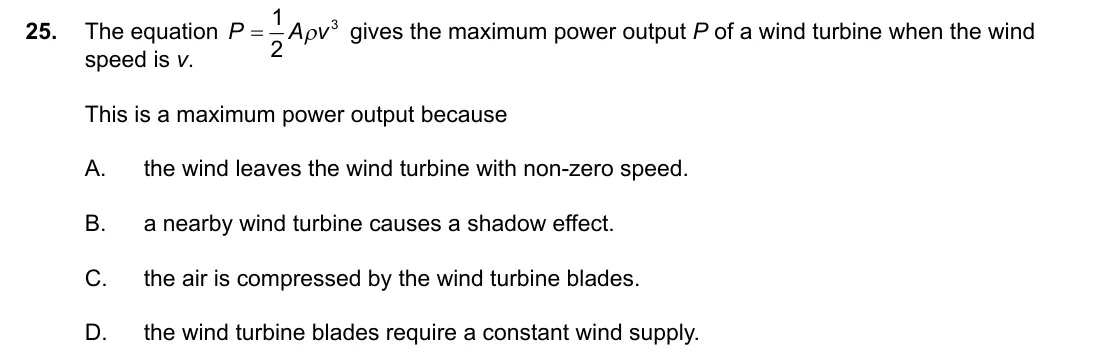 25. The equation P = 1/2 Aρv³ gives the maximum power output P of a wind turbine when the wind
speed is v.
This is a maximum power output because
A. the wind leaves the wind turbine with non-zero speed.
B. a nearby wind turbine causes a shadow effect.
C. the air is compressed by the wind turbine blades.
D. the wind turbine blades require a constant wind supply.